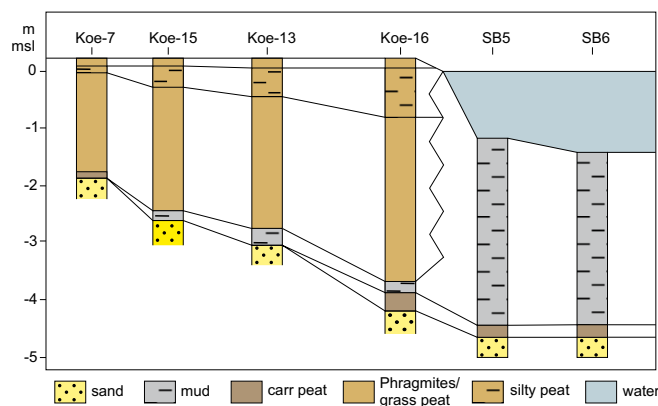 m
msl
Koe-7 Koe-15 Koe-13 Koe-16 SB5 SB6
0
-1
-2
-3
-4
-5
sand mud carr peat Phragmites/ grass peat silty peat water